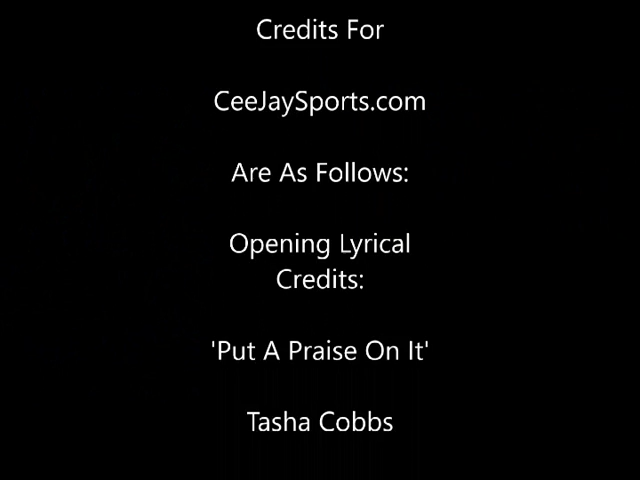 Credits For
CeeJaySports.com
Are As Follows:
Opening Lyrical
Credits:
'Put A Praise On It'
Tasha Cobbs